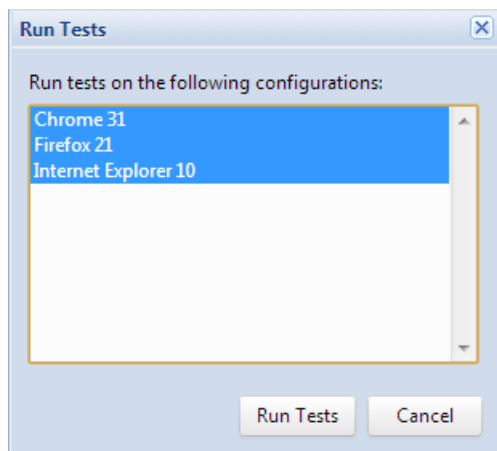 Run Tests
Run tests on the following configurations:
Chrome 31
Firefox 21
Internet Explorer 10
Run Tests
Cancel